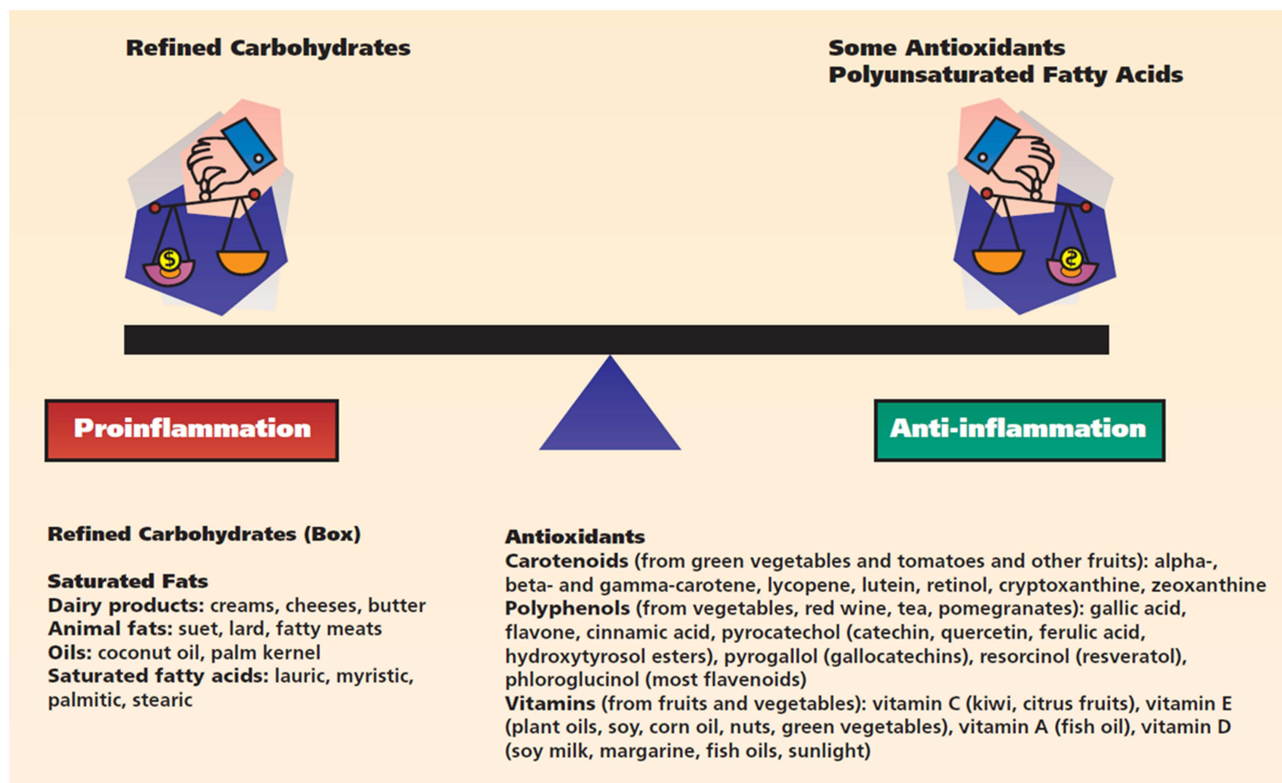 Refined Carbohydrates
Some Antioxidants
Polyunsaturated Fatty Acids
$
$
Proinflammation
Anti-inflammation
Refined Carbohydrates (Box)
Saturated Fats
Dairy products: creams, cheeses, butter
Animal fats: suet, lard, fatty meats
Oils: coconut oil, palm kernel
Saturated fatty acids: lauric, myristic,
palmitic, stearic
Antioxidants
Carotenoids (from green vegetables and tomatoes and other fruits): alpha-,
beta- and gamma-carotene, lycopene, lutein, retinol, cryptoxanthine, zeoxanthine
Polyphenols (from vegetables, red wine, tea, pomegranates): gallic acid,
flavone, cinnamic acid, pyrocatechol (catechin, quercetin, ferulic acid,
hydroxytyrosol esters), pyrogallol (gallocatechins), resorcinol (resveratol),
phloroglucinol (most flavenoids)
Vitamins (from fruits and vegetables): vitamin C (kiwi, citrus fruits), vitamin E
(plant oils, soy, corn oil, nuts, green vegetables), vitamin A (fish oil), vitamin D
(soy milk, margarine, fish oils, sunlight)